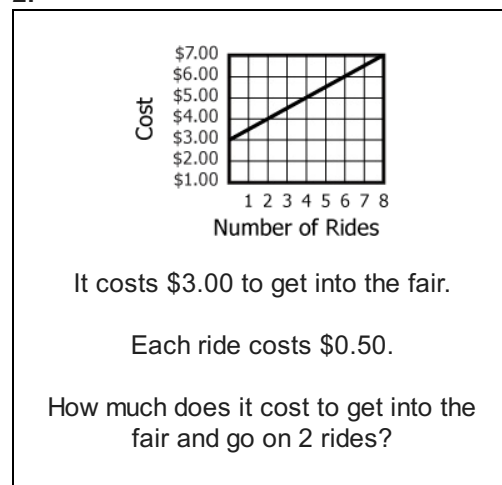 $7.00
$6.00
$5.00
$4.00
$3.00
$2.00
$1.00
Cost
1 2 3 4 5 6 7 8
Number of Rides
It costs $3.00 to get into the fair.
Each ride costs $0.50.
How much does it cost to get into the
fair and go on 2 rides?